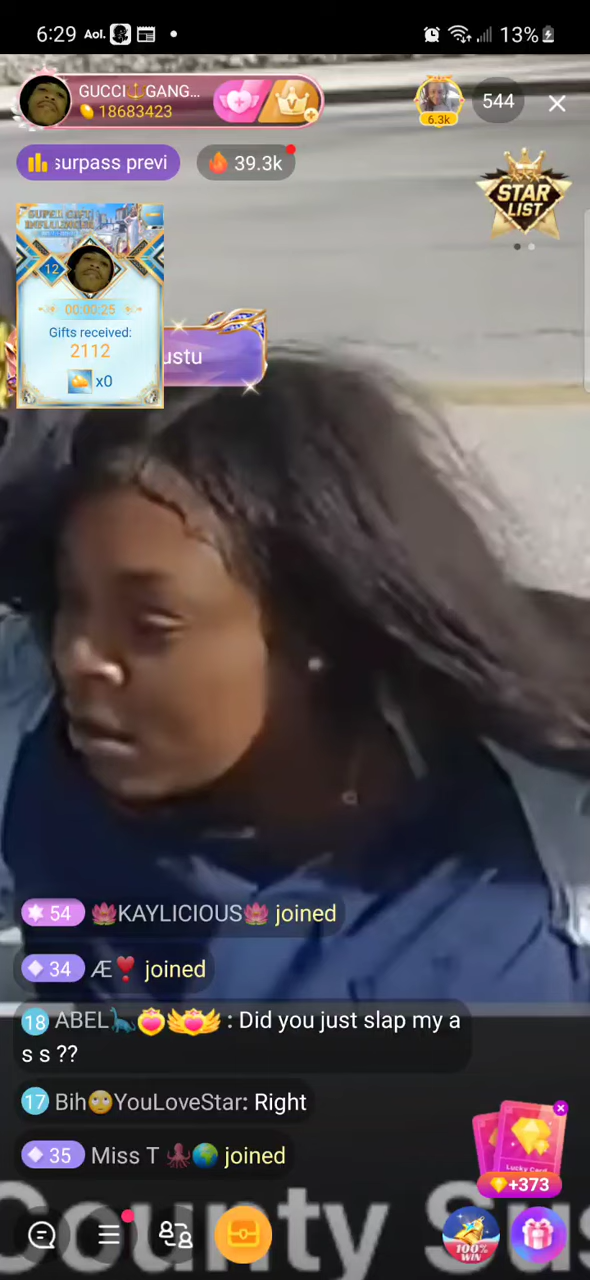 6:29 Aol. 13%
GUCCI⚓GANG...
18683423
6.3k
544
surpass previ
39.3k
STAR
LIST
SUPER GIFT
12
00:00:25
Gifts received:
2112
x0
ustu
54 🪷KAYLICIOUS🪷 joined
34 Æ❣️ joined
18 ABEL🦕 : Did you just slap my a
s s ??
17 Bih🙄YouLoveStar: Right
35 Miss T 🐙🌍 joined
Lucky Card
+373
County Sus
100%
WIN